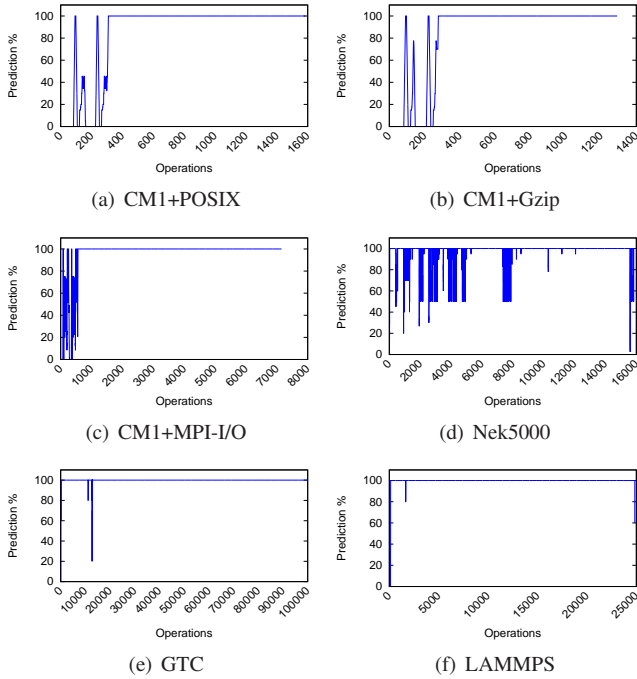 Prediction %
100
80
60
40
20
0
0 200 400 600 800 1000 1200 1400 1600
Operations
(a) CM1+POSIX
Prediction %
100
80
60
40
20
0
0 200 400 600 800 1000 1200 1400
Operations
(b) CM1+Gzip
Prediction %
100
80
60
40
20
0
0 1000 2000 3000 4000 5000 6000 7000 8000
Operations
(c) CM1+MPI-I/O
Prediction %
100
80
60
40
20
0
0 2000 4000 6000 8000 10000 12000 14000 16000
Operations
(d) Nek5000
Prediction %
100
80
60
40
20
0
0 10000 20000 30000 40000 50000 60000 70000 80000 90000 100000
Operations
(e) GTC
Prediction %
100
80
60
40
20
0
0 5000 10000 15000 20000 25000
Operations
(f) LAMMPS